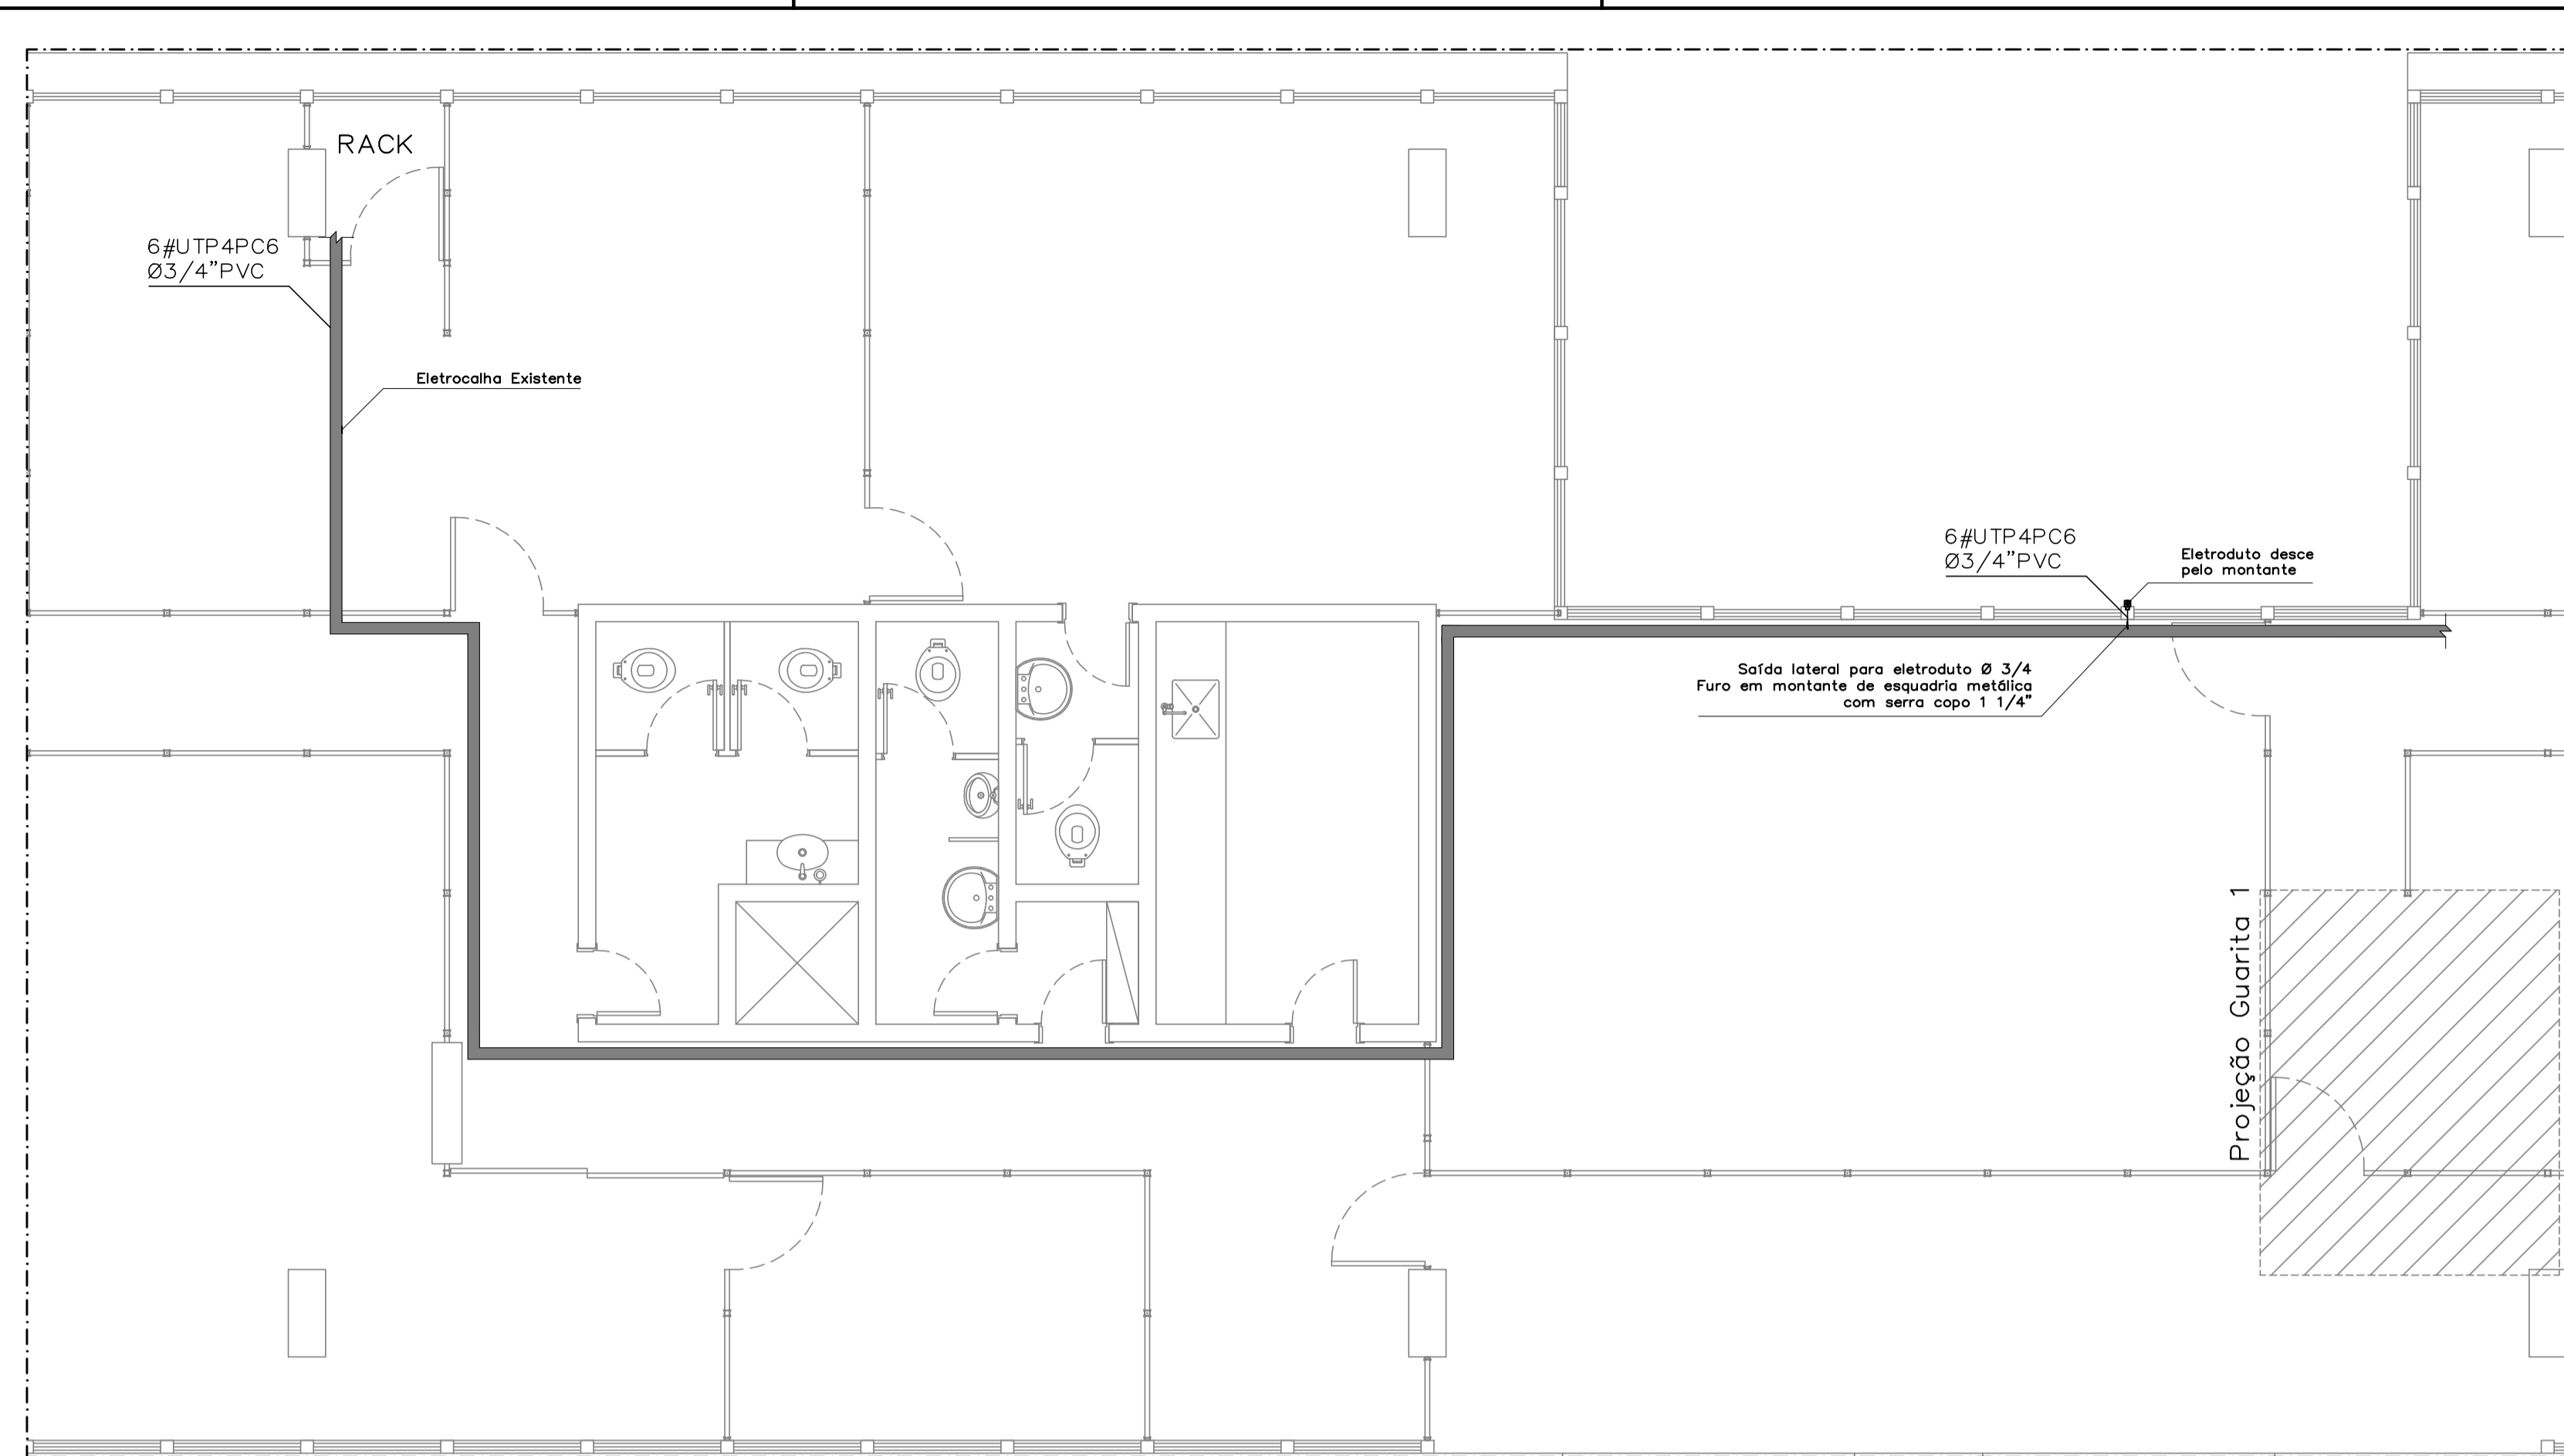 RACK
6#UTP4PC6
Ø3/4"PVC
Eletrocalha Existente
6#UTP4PC6
Ø3/4"PVC
Eletroduto desce
pelo montante
Saída lateral para eletroduto Ø 3/4
Furo em montante de esquadria metálica
com serra copo 1 1/4"
Projeção Guarita 1